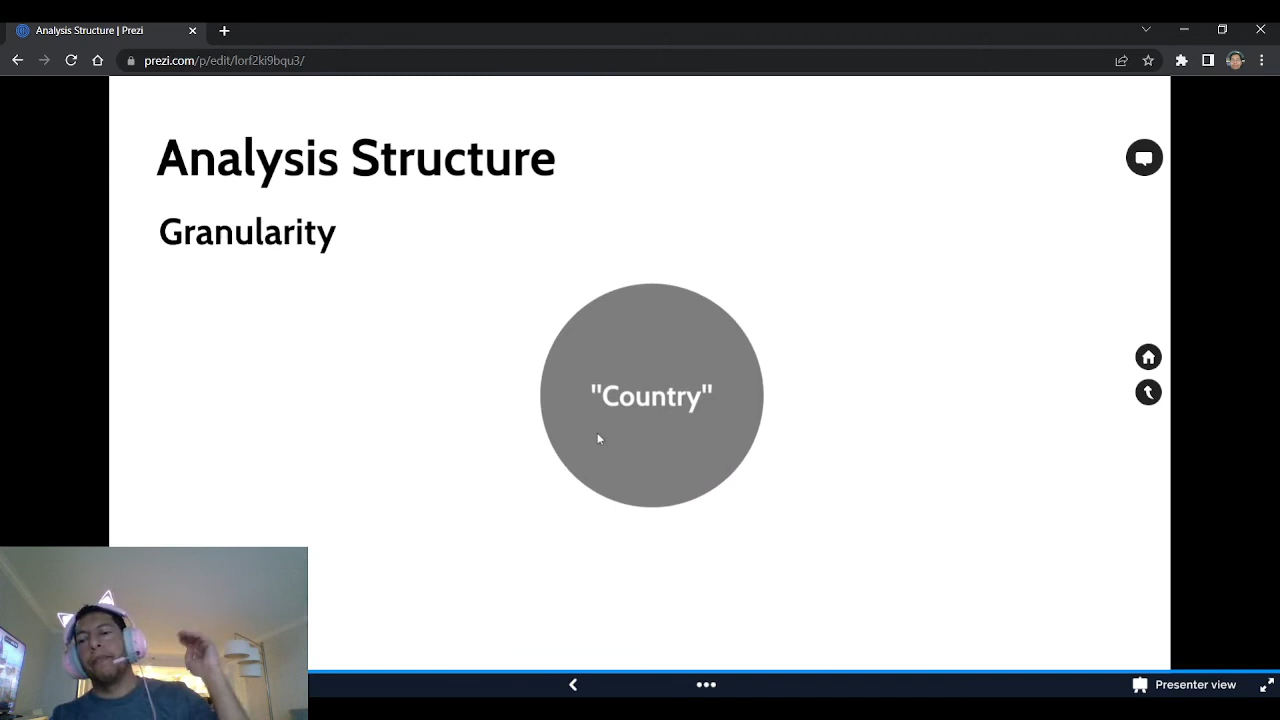 Analysis Structure | Prezi
prezi.com/p/edit/lorf2ki9bqu3/
Analysis Structure
Granularity
"Country"
Presenter view